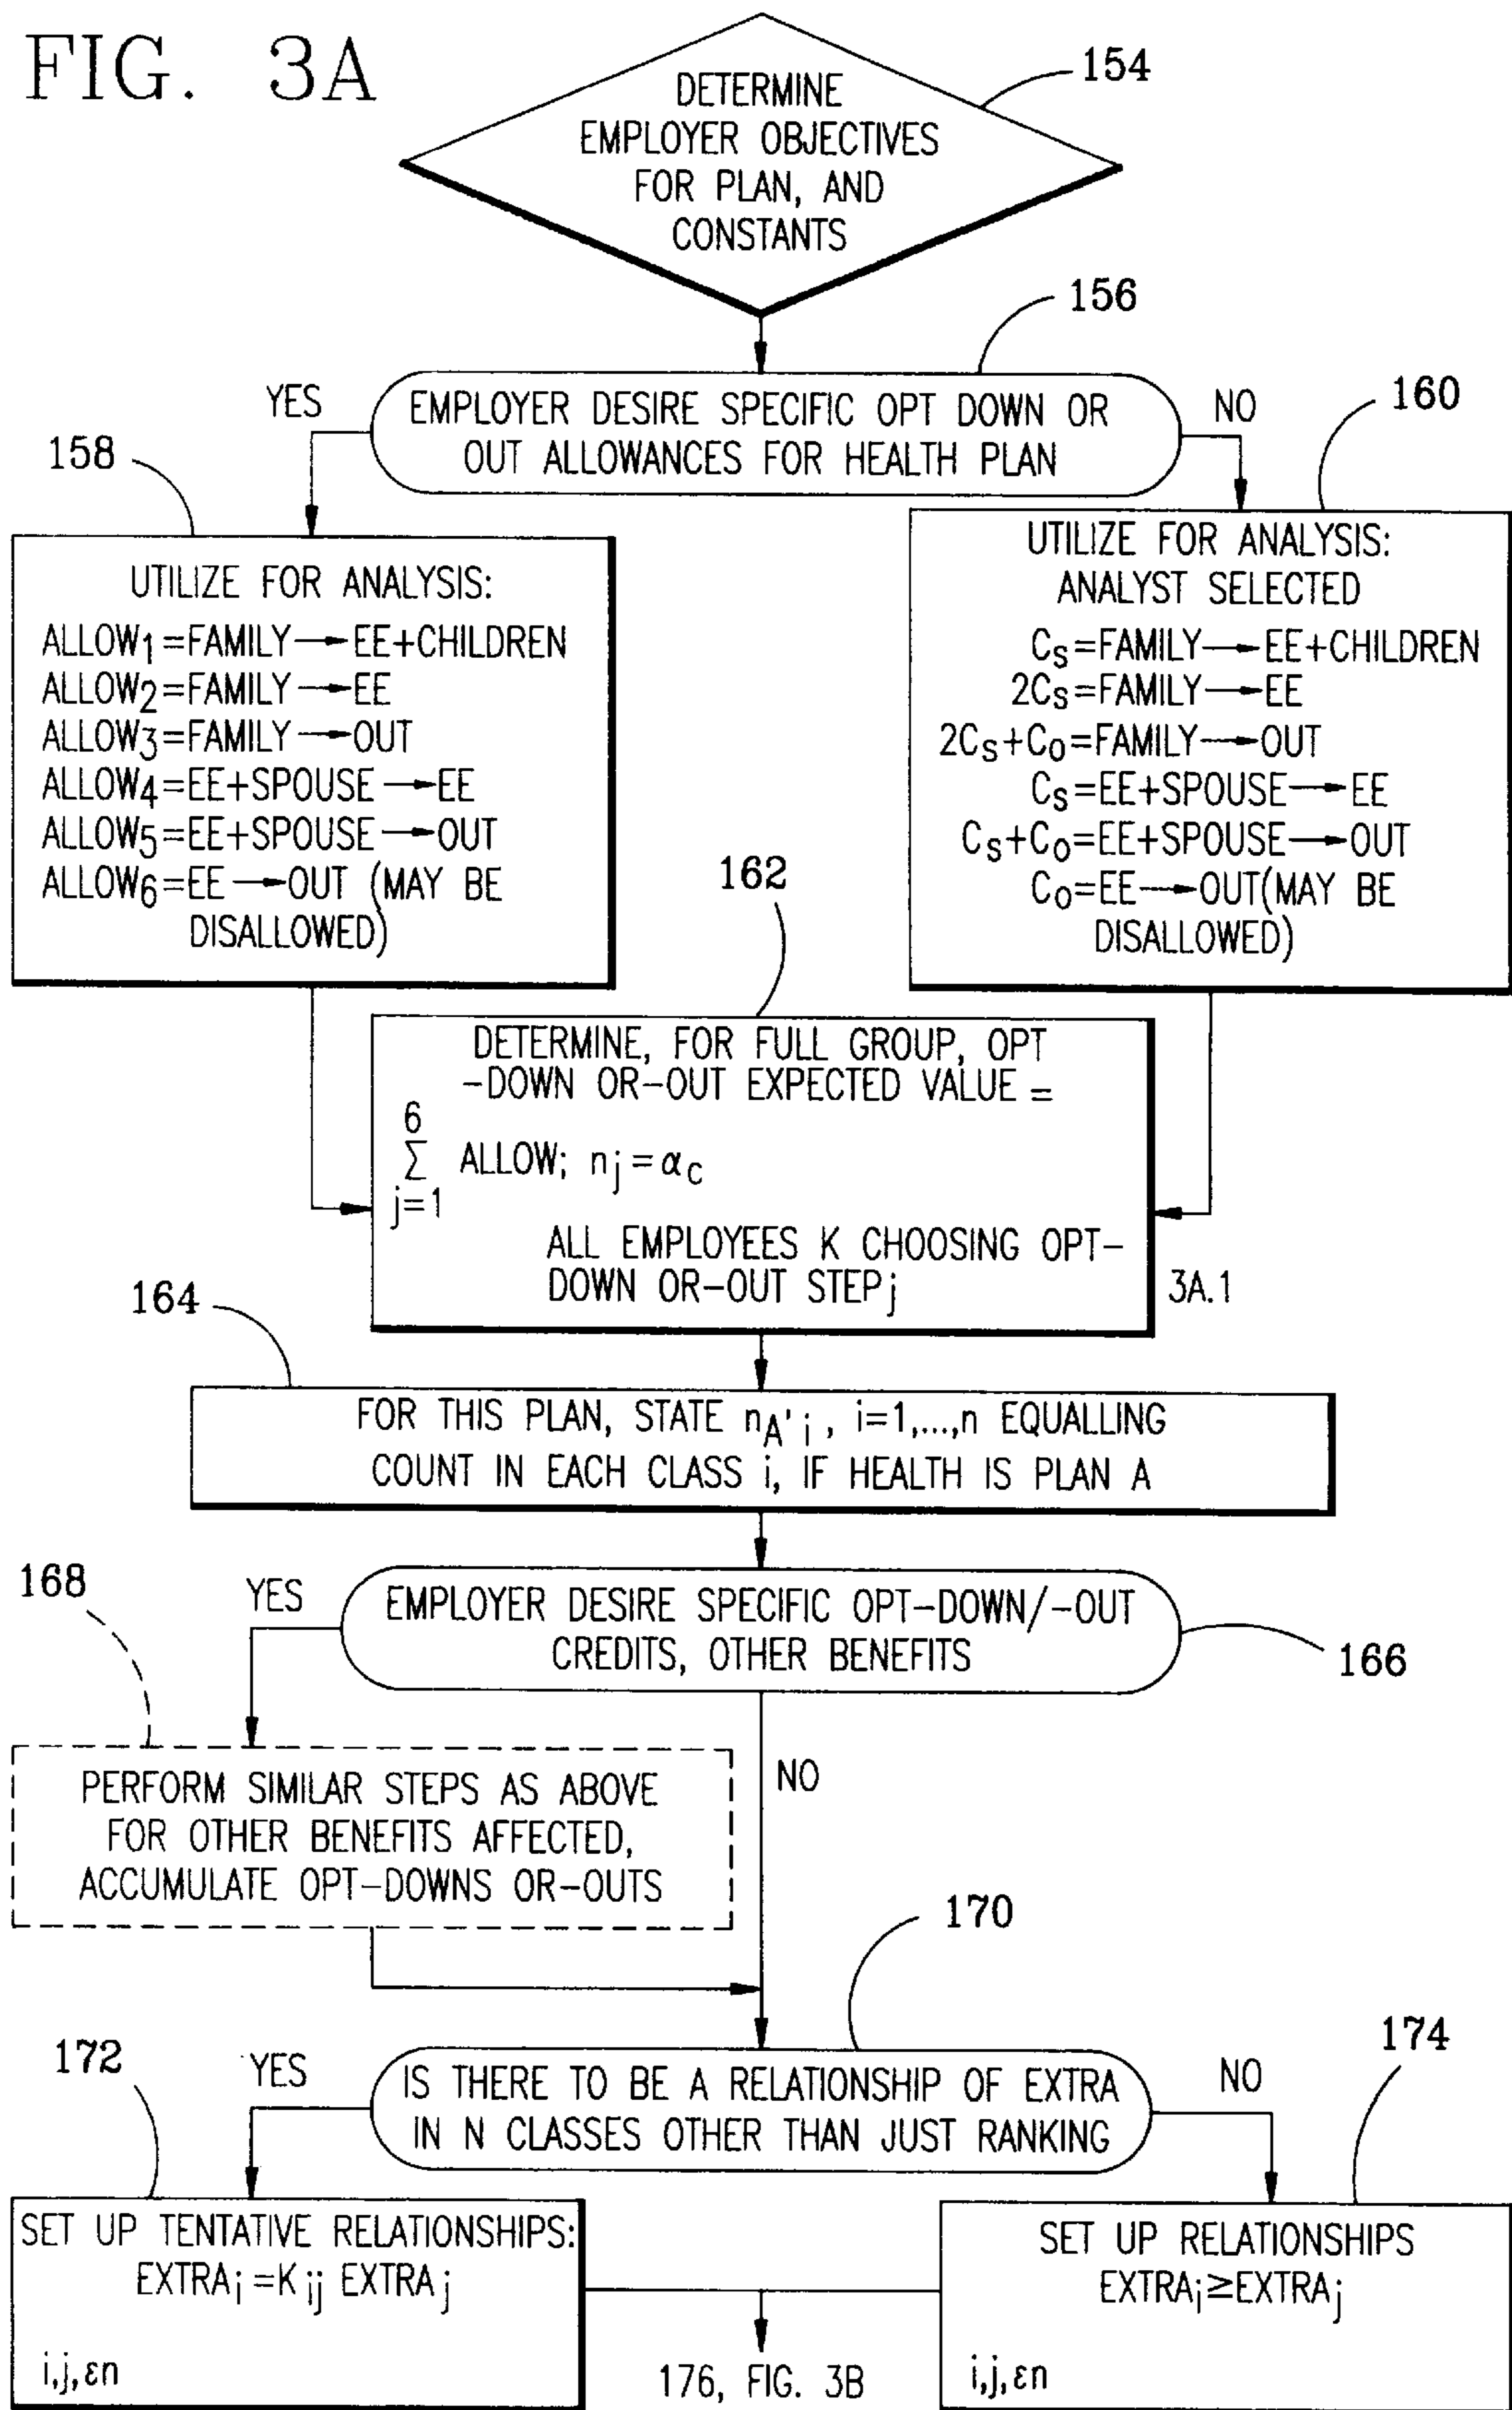 FIG. 3A
DETERMINE
EMPLOYER OBJECTIVES
FOR PLAN, AND
CONSTANTS
154
156
YES
EMPLOYER DESIRE SPECIFIC OPT DOWN OR
OUT ALLOWANCES FOR HEALTH PLAN
NO
160
158
UTILIZE FOR ANALYSIS:
ALLOW₁=FAMILY→EE+CHILDREN
ALLOW₂=FAMILY→EE
ALLOW₃=FAMILY→OUT
ALLOW₄=EE+SPOUSE→EE
ALLOW₅=EE+SPOUSE→OUT
ALLOW₆=EE→OUT (MAY BE
DISALLOWED)
UTILIZE FOR ANALYSIS:
ANALYST SELECTED
Cₛ=FAMILY→EE+CHILDREN
2Cₛ=FAMILY→EE
2Cₛ+C₀=FAMILY→OUT
Cₛ=EE+SPOUSE→EE
Cₛ+C₀=EE+SPOUSE→OUT
C₀=EE→OUT(MAY BE
DISALLOWED)
162
DETERMINE, FOR FULL GROUP, OPT
-DOWN OR-OUT EXPECTED VALUE =
6
Σ ALLOW; nⱼ=αc
j=1
ALL EMPLOYEES K CHOOSING OPT-
DOWN OR-OUT STEPⱼ
3A.1
164
FOR THIS PLAN, STATE n_A'i, i=1,...,n EQUALLING
COUNT IN EACH CLASS i, IF HEALTH IS PLAN A
168
YES
EMPLOYER DESIRE SPECIFIC OPT-DOWN/-OUT
CREDITS, OTHER BENEFITS
166
NO
PERFORM SIMILAR STEPS AS ABOVE
FOR OTHER BENEFITS AFFECTED,
ACCUMULATE OPT-DOWNS OR-OUTS
170
172
YES
IS THERE TO BE A RELATIONSHIP OF EXTRA
IN N CLASSES OTHER THAN JUST RANKING
NO
174
SET UP TENTATIVE RELATIONSHIPS:
EXTRAᵢ=Kᵢⱼ EXTRAⱼ
i,j,εn
SET UP RELATIONSHIPS
EXTRAᵢ≥EXTRAⱼ
i,j,εn
176, FIG. 3B